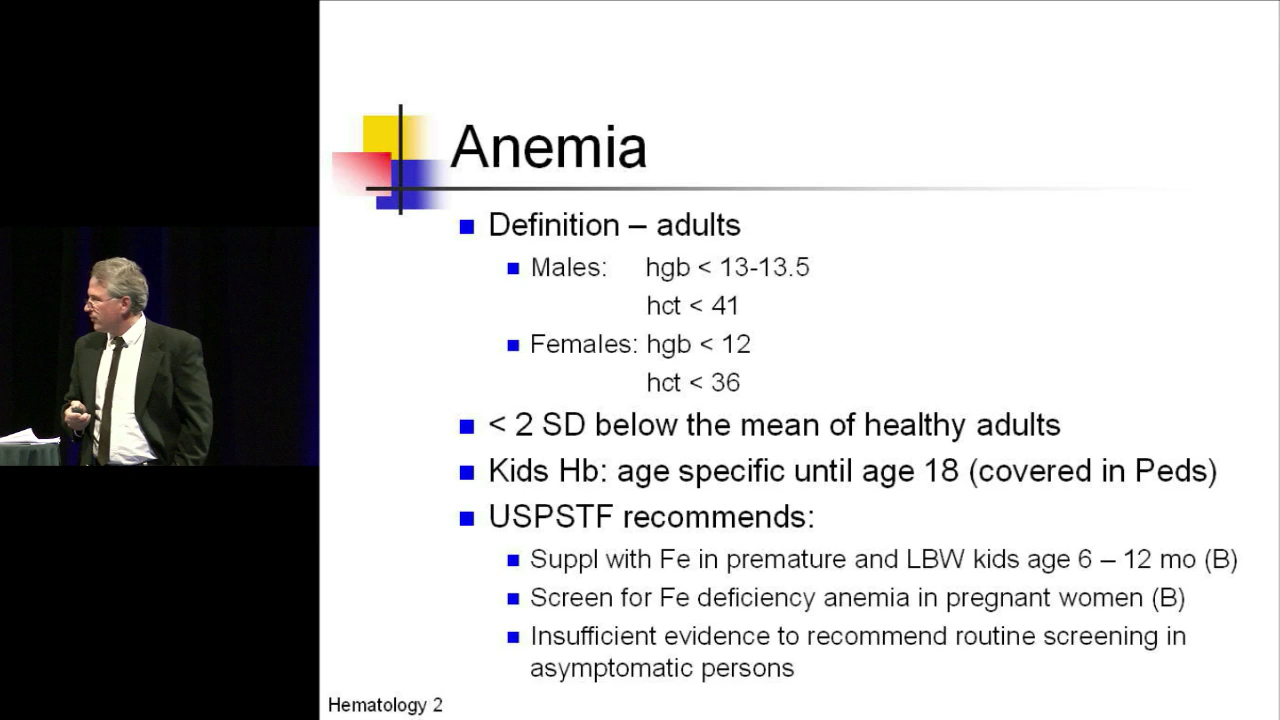 Anemia
Definition – adults
Males: hgb < 13-13.5
hct < 41
Females: hgb < 12
hct < 36
< 2 SD below the mean of healthy adults
Kids Hb: age specific until age 18 (covered in Peds)
USPSTF recommends:
Suppl with Fe in premature and LBW kids age 6 – 12 mo (B)
Screen for Fe deficiency anemia in pregnant women (B)
Insufficient evidence to recommend routine screening in
asymptomatic persons
Hematology 2